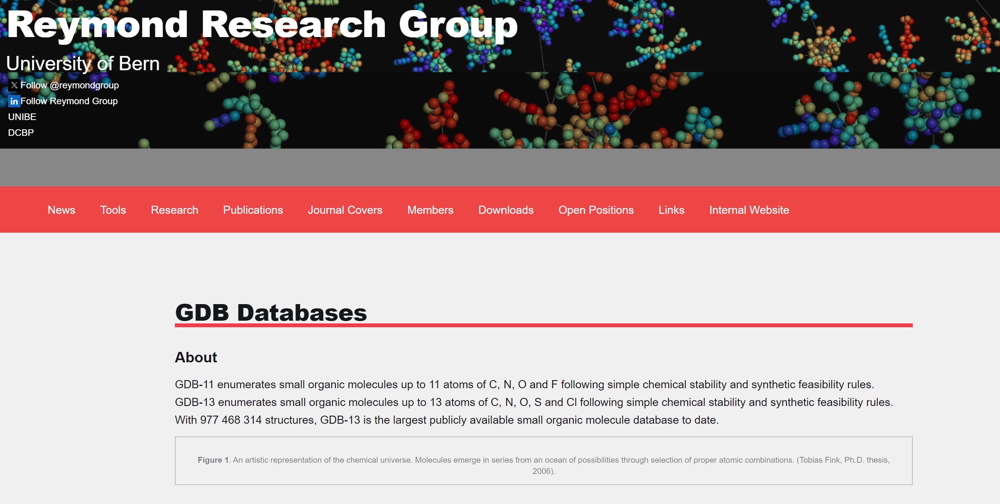 Reymond Research Group
University of Bern
Follow @reymondgroup
in Follow Reymond Group
UNIBE
DCBP
News Tools Research Publications Journal Covers Members Downloads Open Positions Links Internal Website
GDB Databases
About
GDB-11 enumerates small organic molecules up to 11 atoms of C, N, O and F following simple chemical stability and synthetic feasibility rules.
GDB-13 enumerates small organic molecules up to 13 atoms of C, N, O, S and Cl following simple chemical stability and synthetic feasibility rules.
With 977 468 314 structures, GDB-13 is the largest publicly available small organic molecule database to date.
Figure 1. An artistic representation of the chemical universe. Molecules emerge in series from an ocean of possibilities through selection of proper atomic combinations. (Tobias Fink, Ph.D. thesis,
2006).